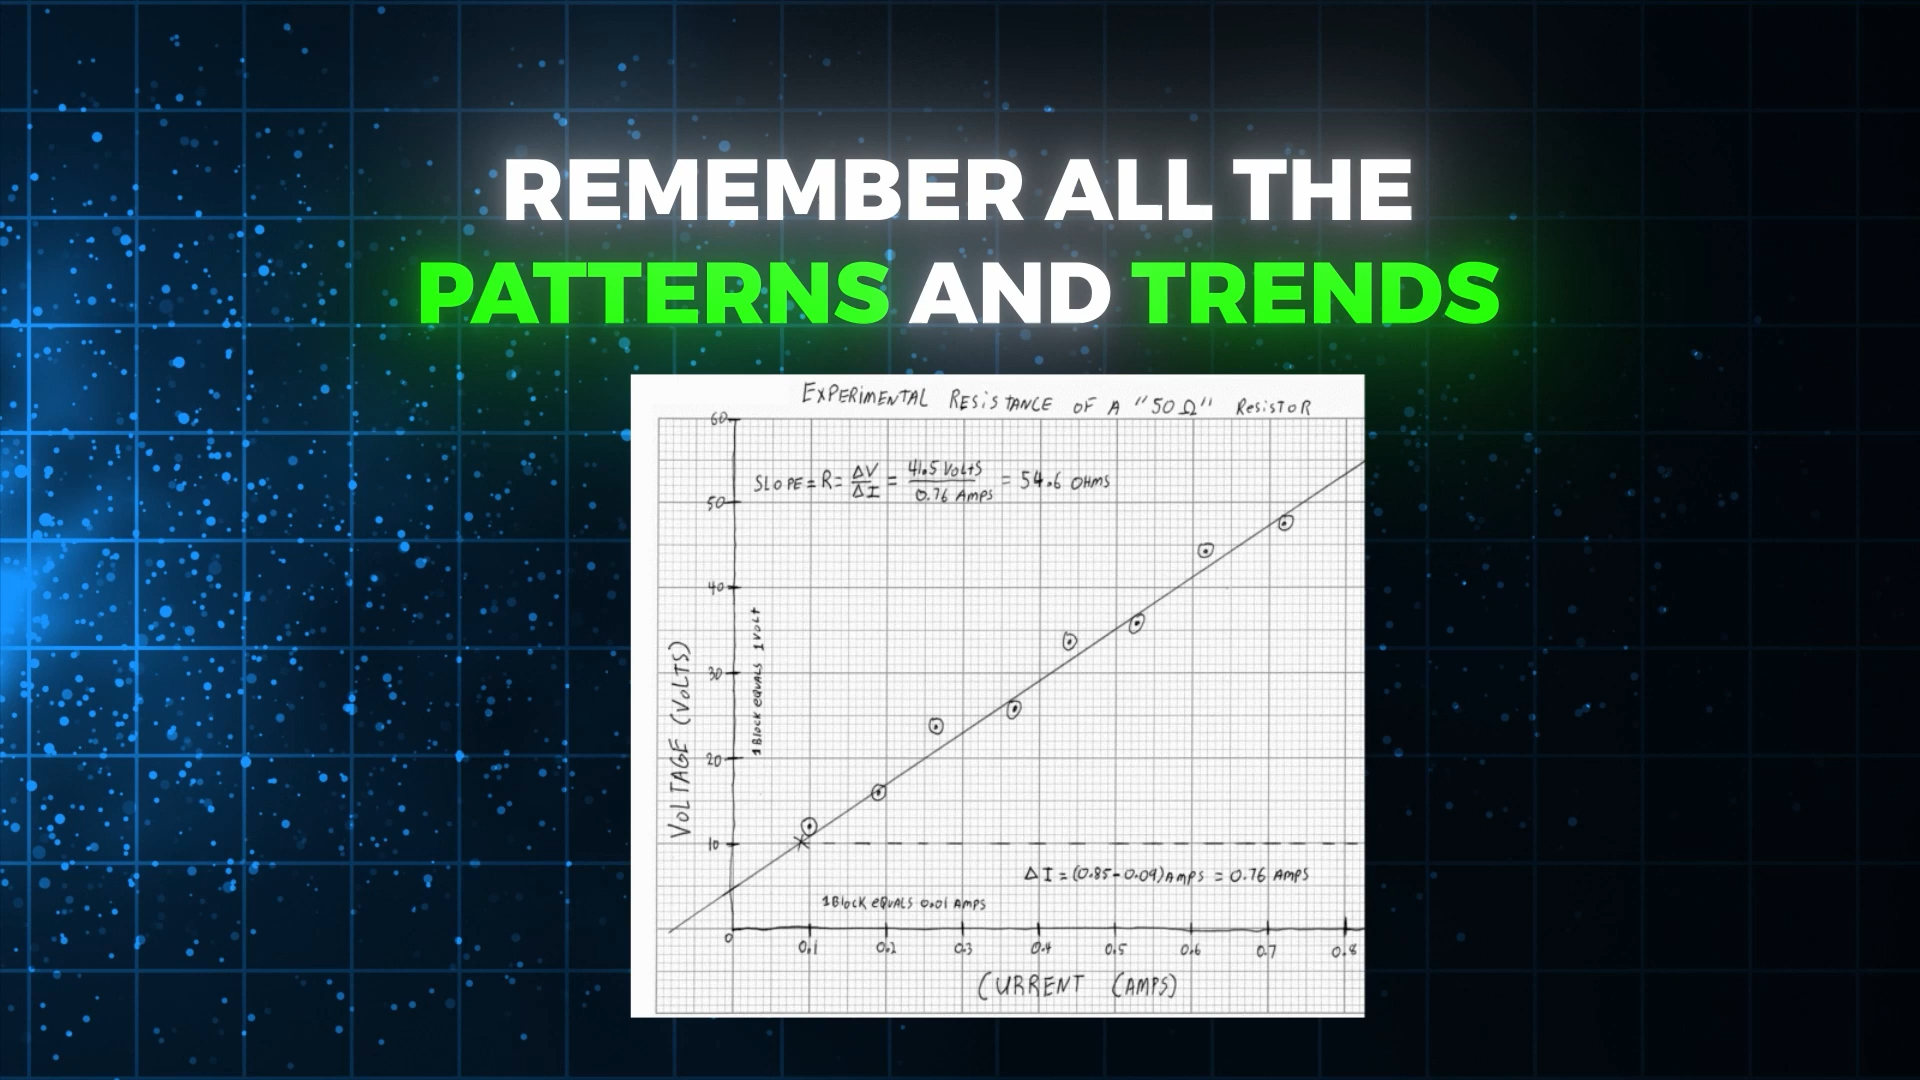 REMEMBER ALL THE
PATTERNS AND TRENDS
EXPERIMENTAL RESISTANCE OF A "50 Ω" RESISTOR
SLOPE = R = ΔV/ΔI = 41.5 VOLTS/0.76 AMPS = 54.6 OHMS
60
50
40
30
20
10
0
VOLTAGE (VOLTS)
1 BLOCK EQUALS 1 VOLT
ΔI = (0.85-0.09) AMPS = 0.76 AMPS
1 BLOCK EQUALS 0.01 AMPS
0.1 0.2 0.3 0.4 0.5 0.6 0.7 0.8
CURRENT (AMPS)